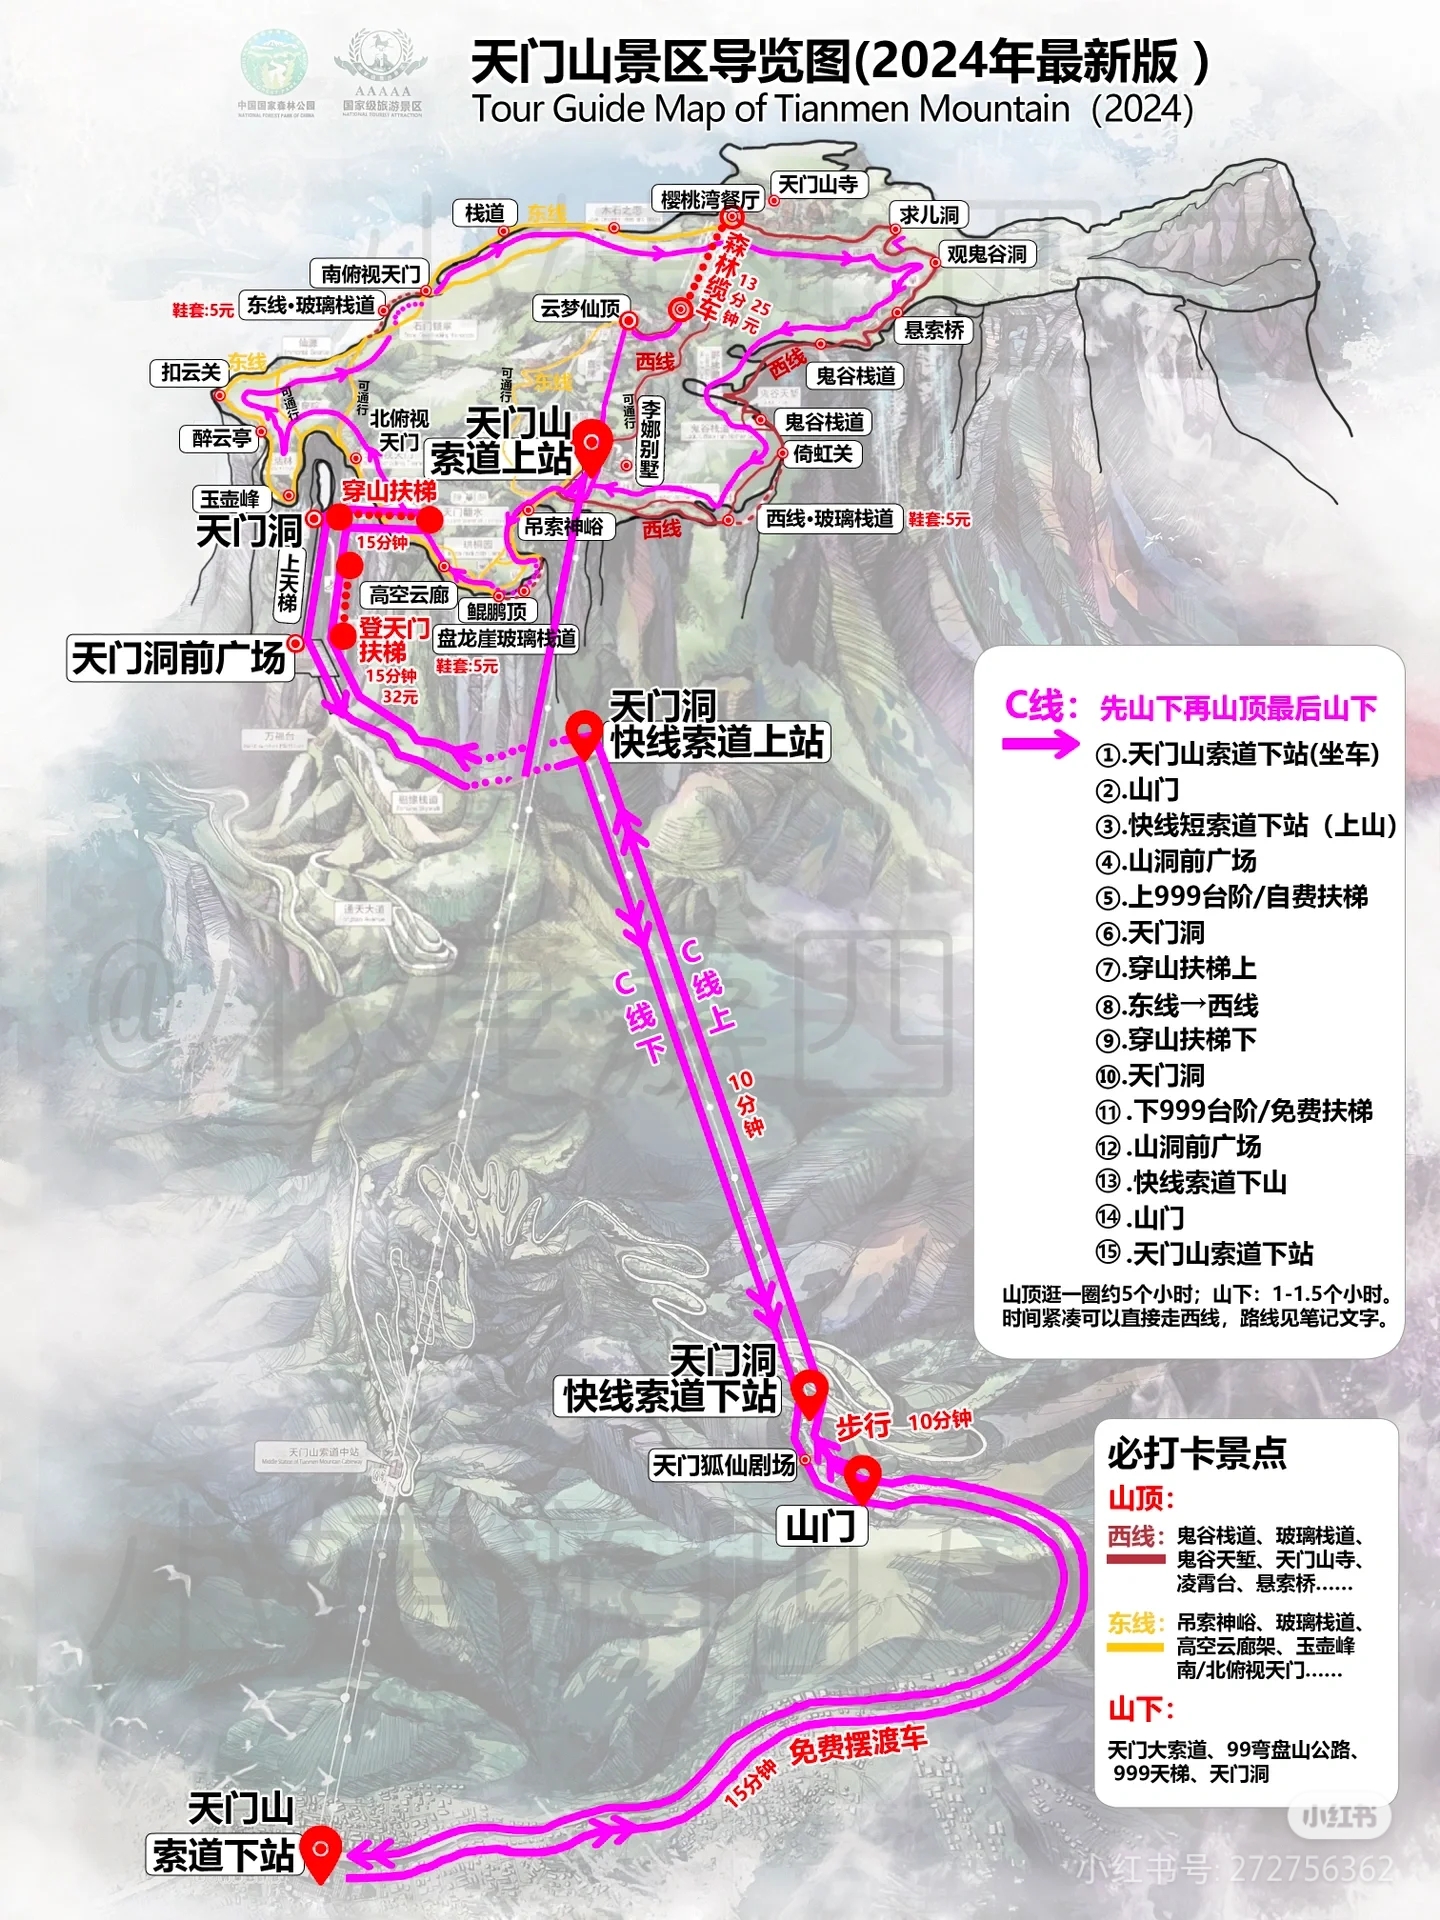 中国国家森林公园
NATIONAL FOREST PARK OF CHINA
AAAAA
国家级旅游景区
NATIONAL TOURIST ATTRACTION
天门山景区导览图(2024年最新版）
Tour Guide Map of Tianmen Mountain（2024）
天门山寺
樱桃湾餐厅
栈道
东线
求儿洞
观鬼谷洞
南俯视天门
鞋套:5元
东线•玻璃栈道
云梦仙顶
森林缆车
13分钟
25元
悬索桥
西线
西线
扣云关
东线
可通行
可通行
可通行
东线
可通行
鬼谷栈道
鬼谷栈道
北俯视
天门
天门山
索道上站
李娜别墅
醉云亭
倚虹关
玉壶峰
穿山扶梯
15分钟
天门洞
吊索神峪
西线
西线•玻璃栈道
鞋套:5元
上天梯
高空云廊
鲲鹏顶
登天门
扶梯
15分钟
32元
盘龙崖玻璃栈道
鞋套:5元
天门洞前广场
天门洞
快线索道上站
通天大道
C线上
C线下
10分钟
C线：先山下再山顶最后山下
①.天门山索道下站(坐车)
②.山门
③.快线短索道下站（上山）
④.山洞前广场
⑤.上999台阶/自费扶梯
⑥.天门洞
⑦.穿山扶梯上
⑧.东线→西线
⑨.穿山扶梯下
⑩.天门洞
⑪.下999台阶/免费扶梯
⑫.山洞前广场
⑬.快线索道下山
⑭.山门
⑮.天门山索道下站
山顶逛一圈约5个小时；山下：1-1.5个小时。
时间紧凑可以直接走西线，路线见笔记文字。
天门洞
快线索道下站
步行 10分钟
天门山索道中站
天门狐仙剧场
山门
必打卡景点
山顶：
西线：鬼谷栈道、玻璃栈道、
鬼谷天堑、天门山寺、
凌霄台、悬索桥......
东线：吊索神峪、玻璃栈道、
高空云廊架、玉壶峰
南/北俯视天门......
山下：
天门大索道、99弯盘山公路、
999天梯、天门洞
免费摆渡车
15分钟
天门山
索道下站
小红书
小红书号: 272756362